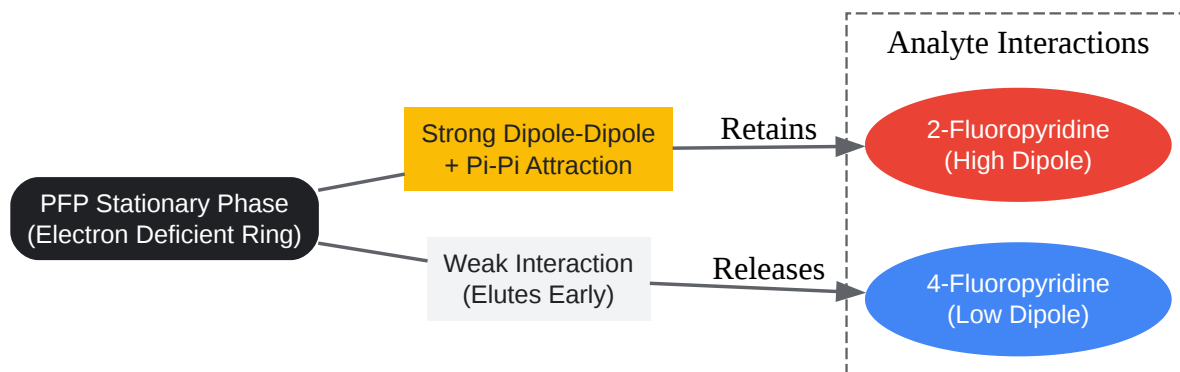 Analyte Interactions
PFP Stationary Phase
(Electron Deficient Ring)
Strong Dipole-Dipole
+ Pi-Pi Attraction
Retains
2-Fluoropyridine
(High Dipole)
Weak Interaction
(Elutes Early)
Releases
4-Fluoropyridine
(Low Dipole)